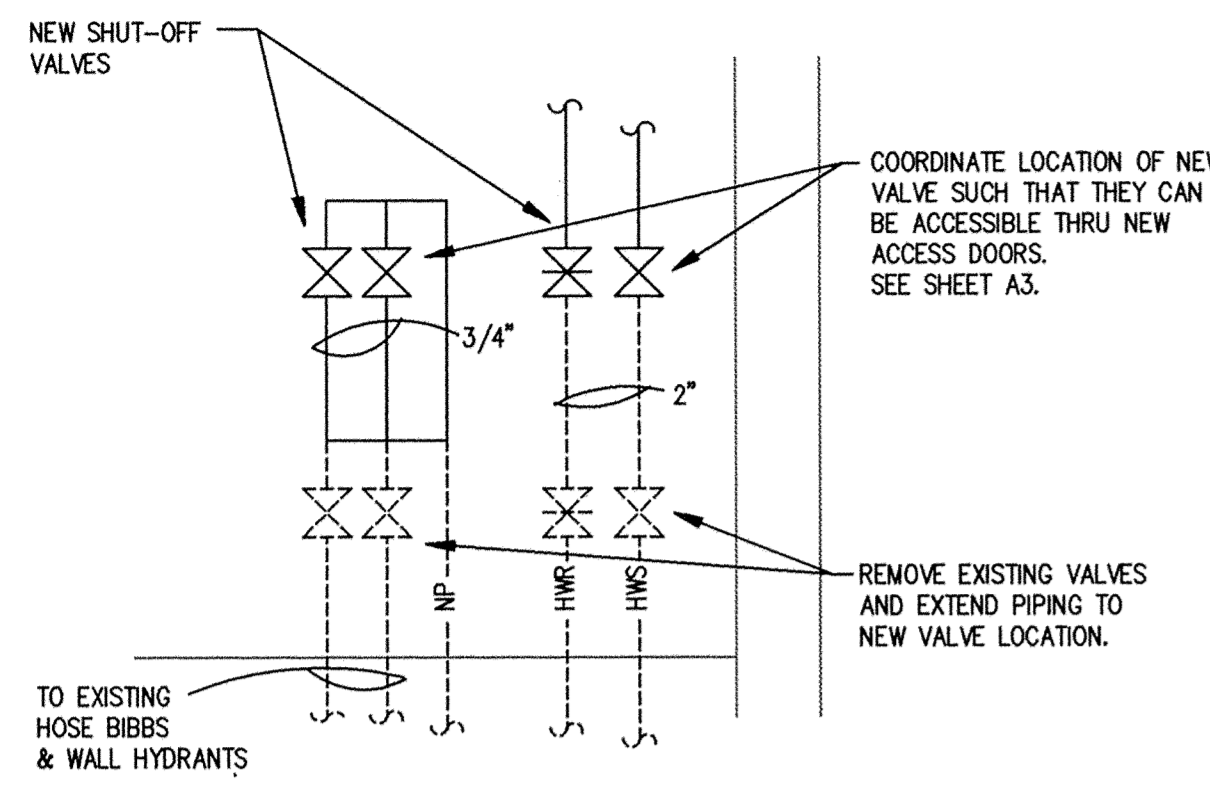 NEW SHUT-OFF
VALVES
COORDINATE LOCATION OF NEW
VALVE SUCH THAT THEY CAN
BE ACCESSIBLE THRU NEW
ACCESS DOORS.
SEE SHEET A3.
3/4"
2"
NP
HWR
HWS
REMOVE EXISTING VALVES
AND EXTEND PIPING TO
NEW VALVE LOCATION.
TO EXISTING
HOSE BIBBS
& WALL HYDRANTS